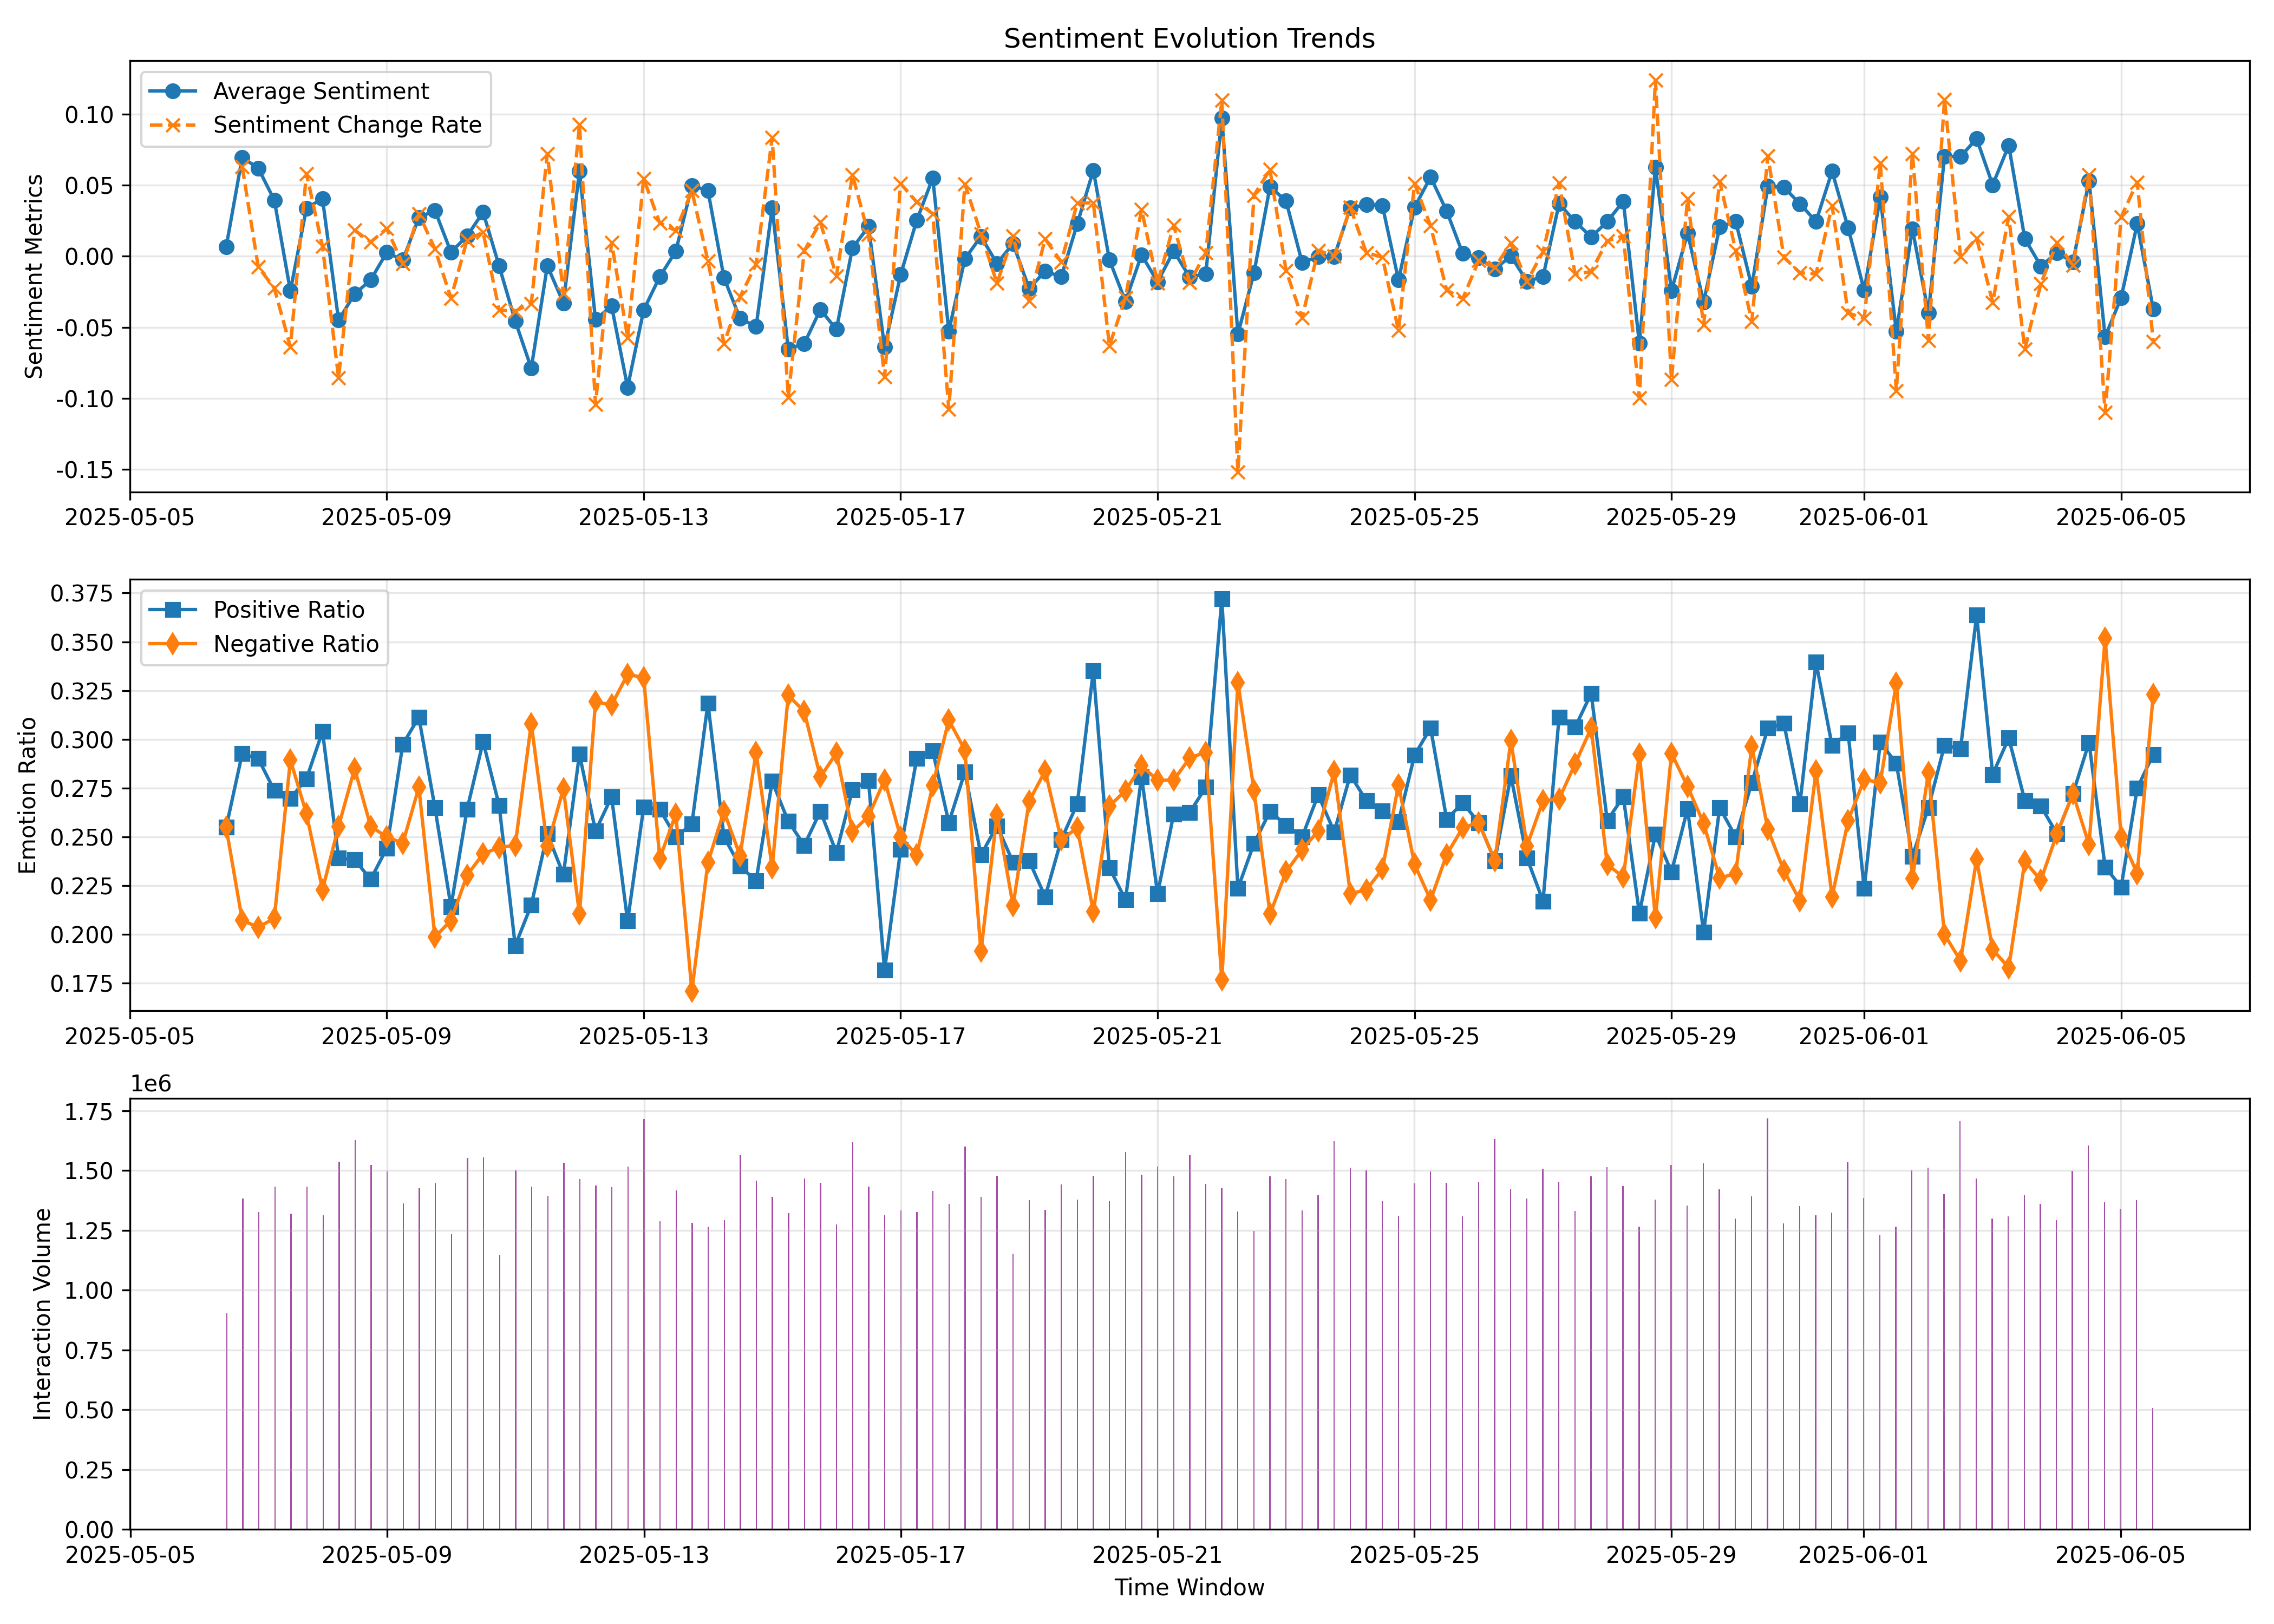 Sentiment Evolution Trends
Average Sentiment
Sentiment Change Rate
Sentiment Metrics
0.10
0.05
0.00
-0.05
-0.10
-0.15
2025-05-05 2025-05-09 2025-05-13 2025-05-17 2025-05-21 2025-05-25 2025-05-29 2025-06-01 2025-06-05
Positive Ratio
Negative Ratio
Emotion Ratio
0.375
0.350
0.325
0.300
0.275
0.250
0.225
0.200
0.175
2025-05-05 2025-05-09 2025-05-13 2025-05-17 2025-05-21 2025-05-25 2025-05-29 2025-06-01 2025-06-05
1e6
Interaction Volume
1.75
1.50
1.25
1.00
0.75
0.50
0.25
0.00
2025-05-05 2025-05-09 2025-05-13 2025-05-17 2025-05-21 2025-05-25 2025-05-29 2025-06-01 2025-06-05
Time Window